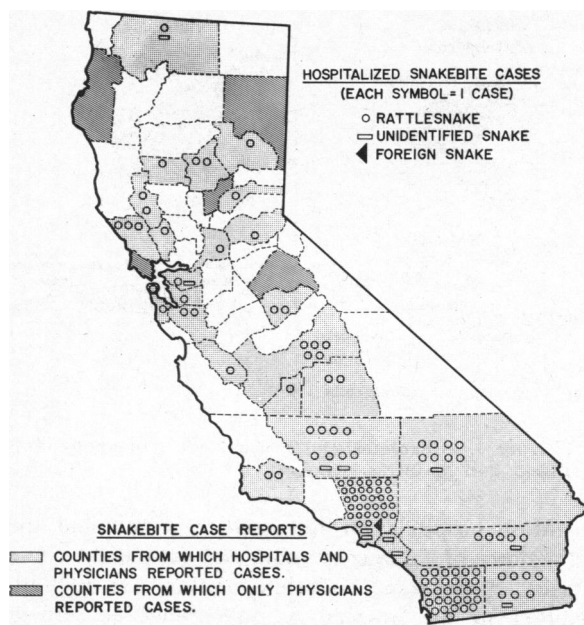 HOSPITALIZED SNAKEBITE CASES
(EACH SYMBOL=1 CASE)
RATTLESNAKE
UNIDENTIFIED SNAKE
FOREIGN SNAKE
SNAKEBITE CASE REPORTS
COUNTIES FROM WHICH HOSPITALS AND
PHYSICIANS REPORTED CASES.
COUNTIES FROM WHICH ONLY PHYSICIANS
REPORTED CASES.